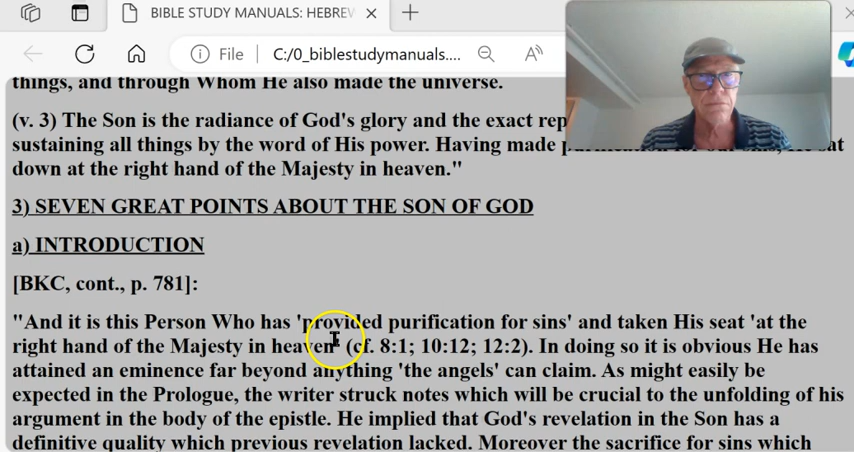 BIBLE STUDY MANUALS: HEBREW
File C:/0_biblestudymanuals....
things, and through Whom He also made the universe.
(v. 3) The Son is the radiance of God's glory and the exact rep
sustaining all things by the word of His power. Having made
down at the right hand of the Majesty in heaven."
3) SEVEN GREAT POINTS ABOUT THE SON OF GOD
a) INTRODUCTION
[BKC, cont., p. 781]:
"And it is this Person Who has 'provided purification for sins' and taken His seat 'at the
right hand of the Majesty in heaven' (cf. 8:1; 10:12; 12:2). In doing so it is obvious He has
attained an eminence far beyond anything 'the angels' can claim. As might easily be
expected in the Prologue, the writer struck notes which will be crucial to the unfolding of his
argument in the body of the epistle. He implied that God's revelation in the Son has a
definitive quality which previous revelation lacked. Moreover the sacrifice for sins which